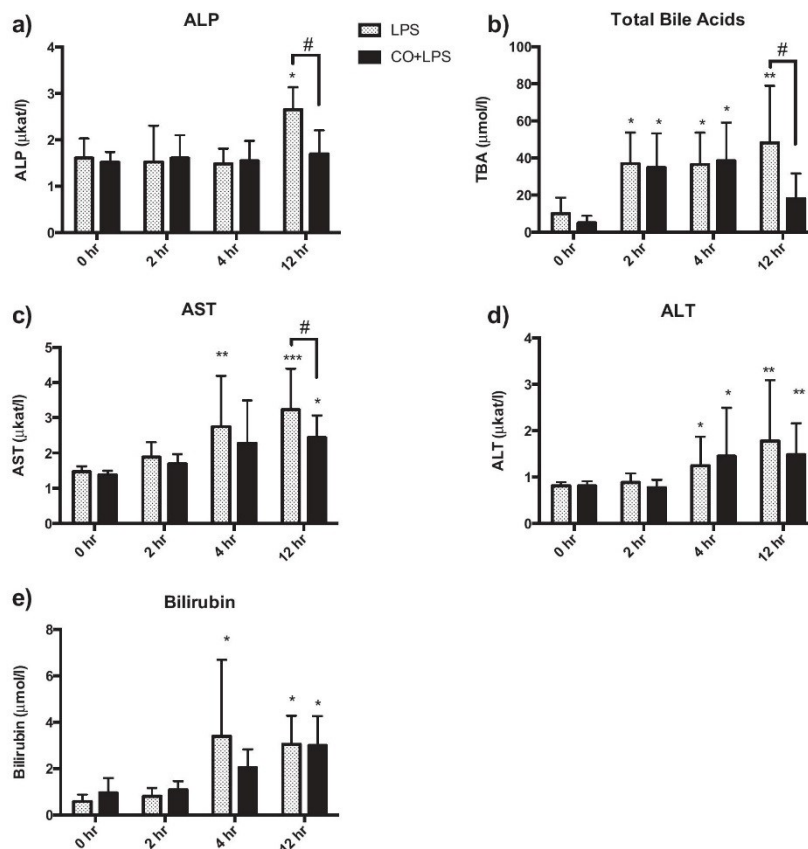 a)
ALP
LPS
CO+LPS
ALP (µkat/l)
4
3
2
1
0
*
#
0 hr
2 hr
4 hr
12 hr
b)
Total Bile Acids
TBA (µmol/l)
100
80
60
40
20
0
* * * * **
#
0 hr
2 hr
4 hr
12 hr
c)
AST
AST (µkat/l)
5
4
3
2
1
0
** *** *
#
0 hr
2 hr
4 hr
12 hr
d)
ALT
ALT (µkat/l)
4
3
2
1
0
* * ** **
0 hr
2 hr
4 hr
12 hr
e)
Bilirubin
Bilirubin (µmol/l)
8
6
4
2
0
* * *
0 hr
2 hr
4 hr
12 hr